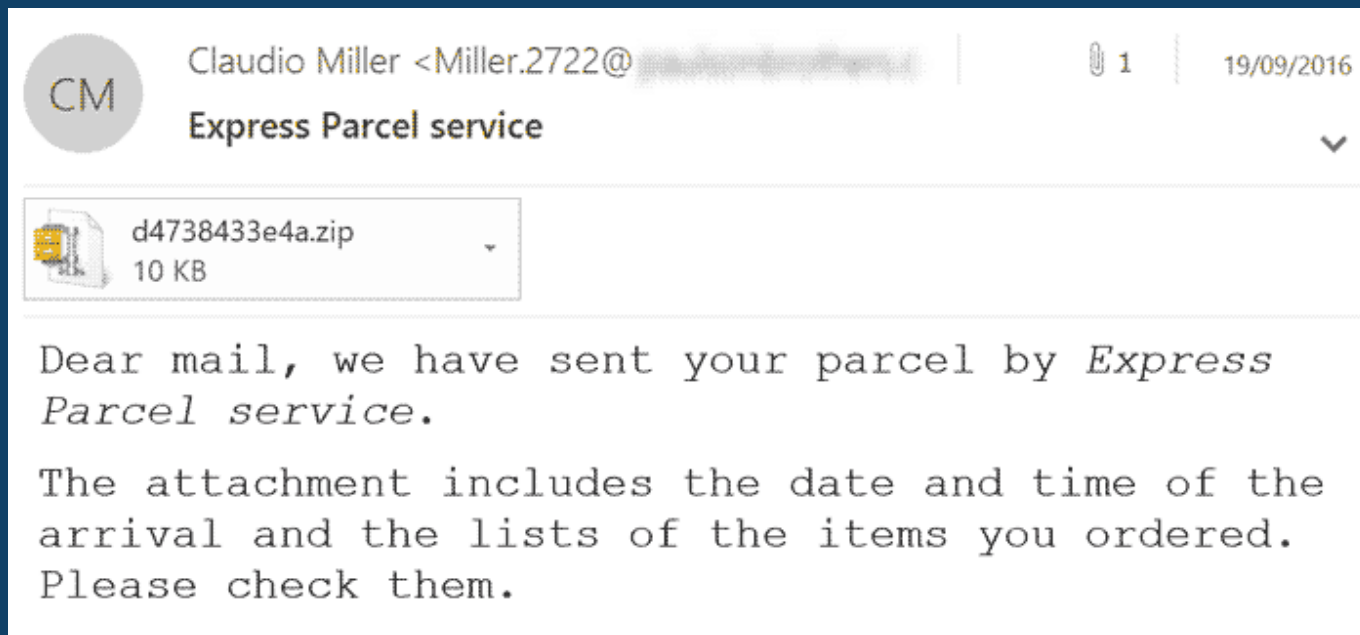 CM
Claudio Miller <Miller.2722@
1
19/09/2016
Express Parcel service
d4738433e4a.zip
10 KB
Dear mail, we have sent your parcel by Express
Parcel service.
The attachment includes the date and time of the
arrival and the lists of the items you ordered.
Please check them.